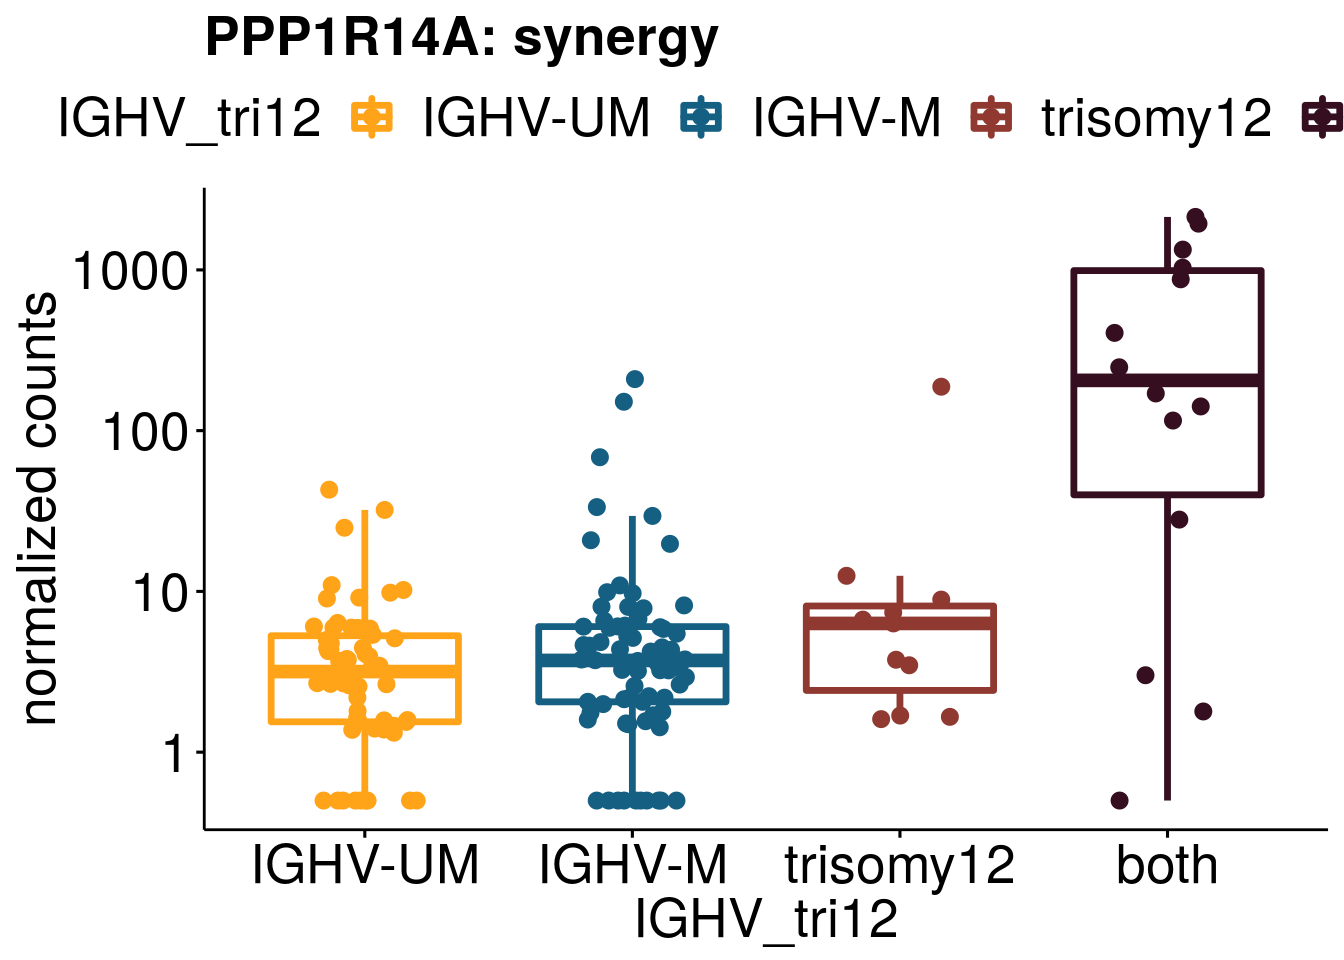 PPP1R14A: synergy
IGHV_tri12 IGHV-UM IGHV-M trisomy12
normalized counts
1000
100
10
1
IGHV-UM IGHV-M trisomy12 both
IGHV_tri12